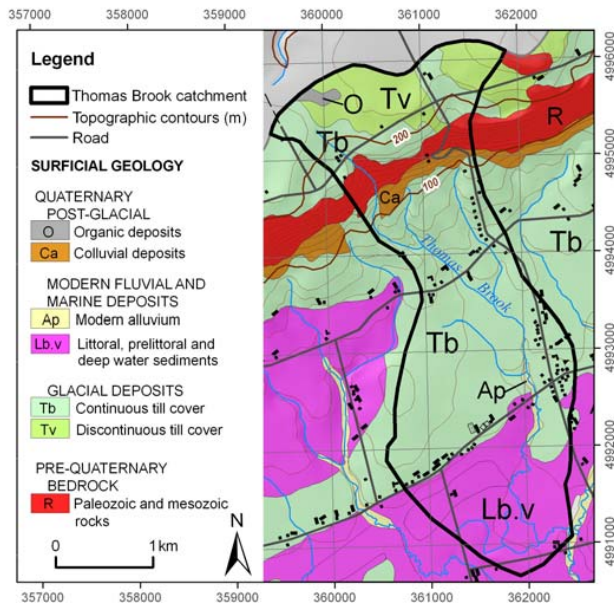 357000 358000 359000 360000 361000 362000
4996000
4995000
4994000
4993000
4992000
4991000
Legend
Thomas Brook catchment
Topographic contours (m)
Road
SURFICIAL GEOLOGY
QUATERNARY
POST-GLACIAL
O Organic deposits
Ca Colluvial deposits
MODERN FLUVIAL AND
MARINE DEPOSITS
Ap Modern alluvium
Lb.v Littoral, prelittoral and
deep water sediments
GLACIAL DEPOSITS
Tb Continuous till cover
Tv Discontinuous till cover
PRE-QUATERNARY
BEDROCK
R Paleozoic and mesozoic
rocks
0 1km
N
O
Tv
R
Tb
200
Ca
100
Tb
Thomas Brook
Tb
Ap
Lb.v
357000 358000 359000 360000 361000 362000